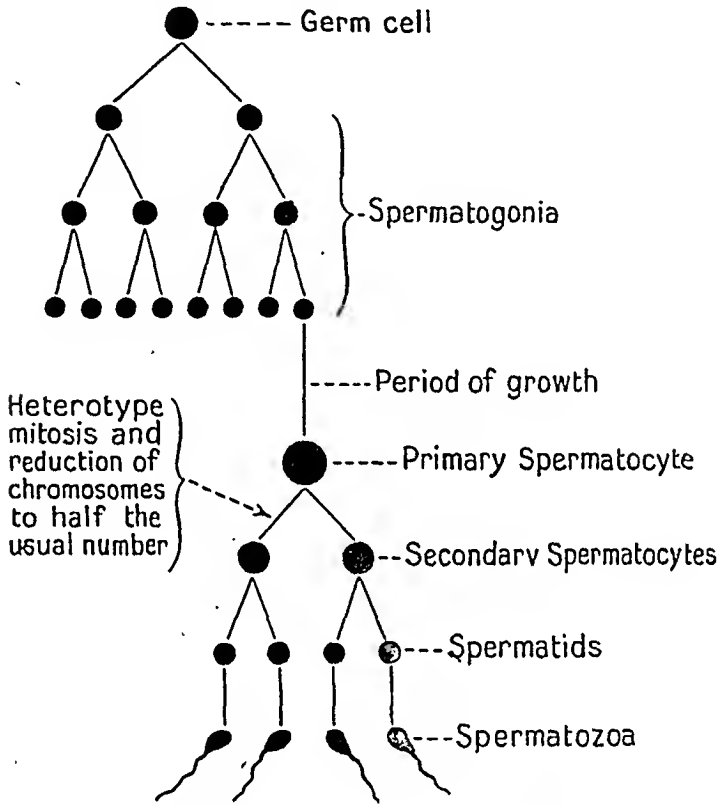 Germ cell
Spermatogonia
Period of growth
Heterotype
mitosis and
reduction of
chromosomes
to half the
usual number
Primary Spermatocyte
Secondarv Spermatocytes
Spermatids
Spermatozoa